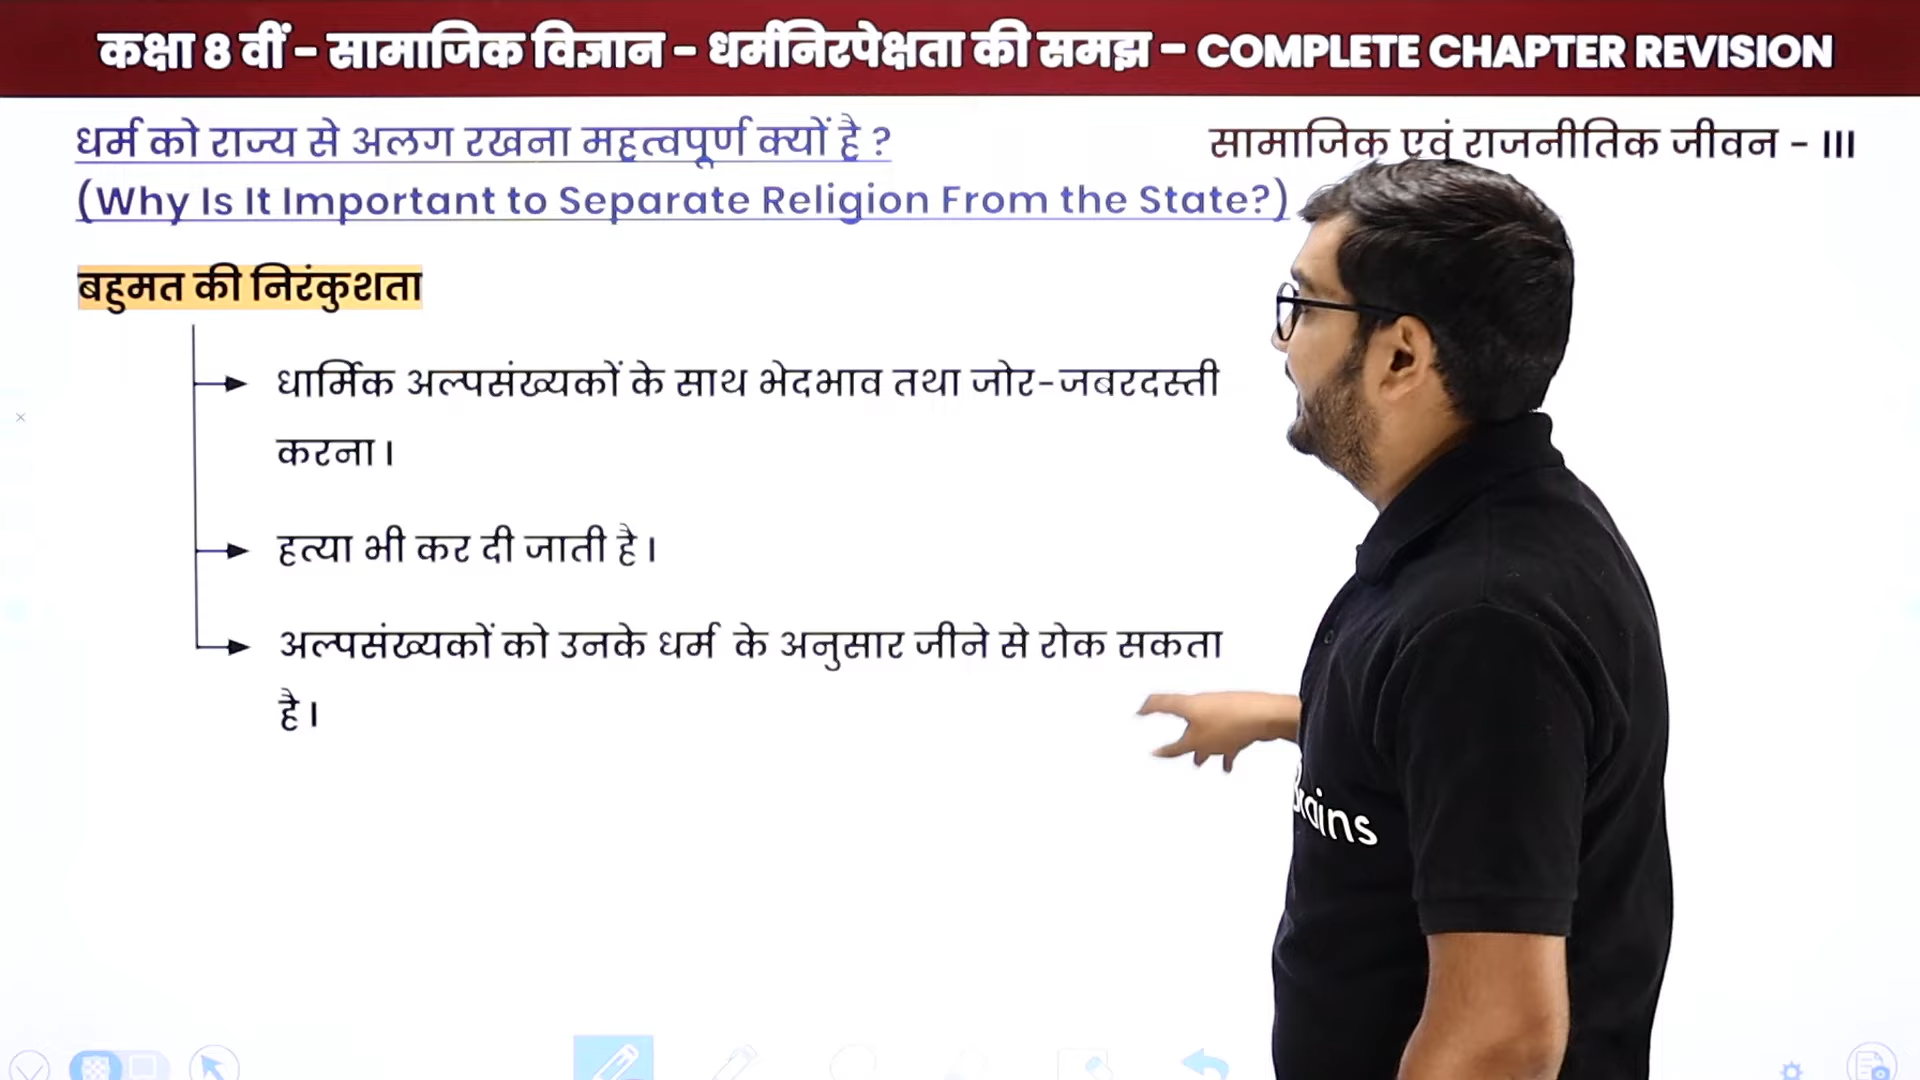 कक्षा 8 वीं - सामाजिक विज्ञान - धर्मनिरपेक्षता की समझ – COMPLETE CHAPTER REVISION
धर्म को राज्य से अलग रखना महत्वपूर्ण क्यों है ?
सामाजिक एवं राजनीतिक जीवन - III
(Why Is It Important to Separate Religion From the State?)
बहुमत की निरंकुशता
धार्मिक अल्पसंख्यकों के साथ भेदभाव तथा जोर-जबरदस्ती
करना ।
हत्या भी कर दी जाती है ।
अल्पसंख्यकों को उनके धर्म के अनुसार जीने से रोक सकता
है ।
Brains